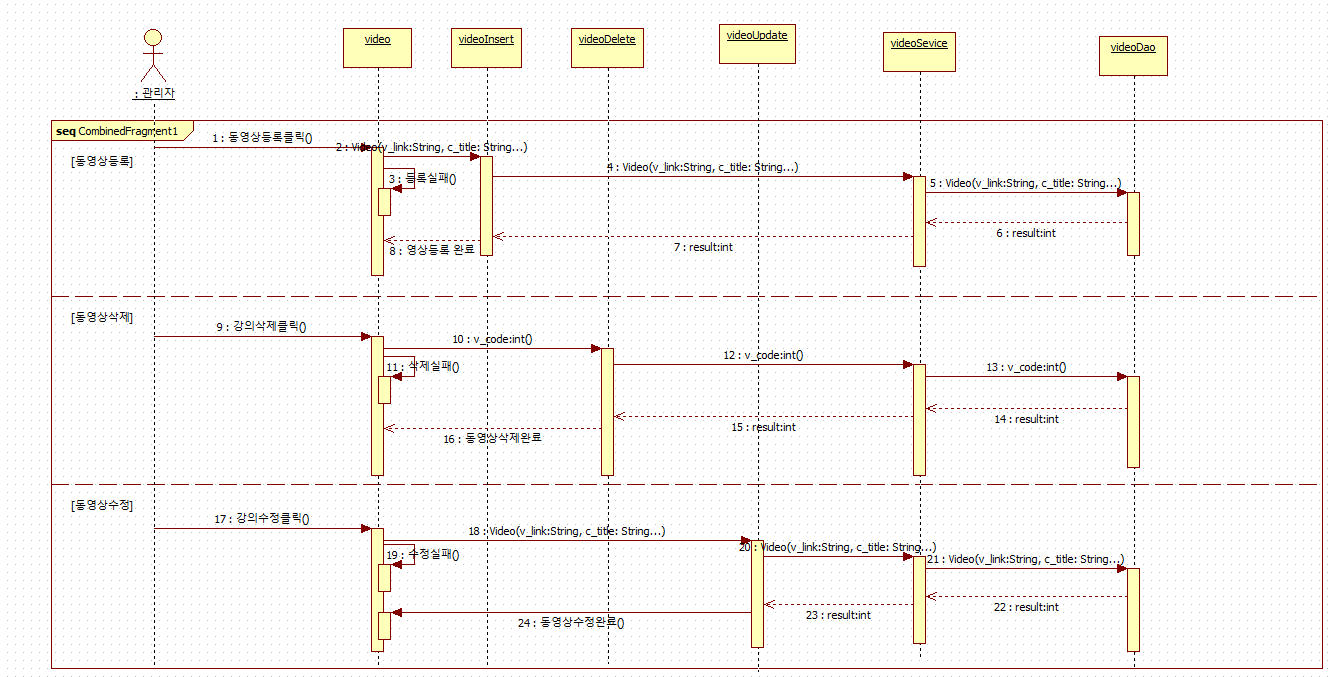 video
videoInsert
videoDelete
videoUpdate
videoSevice
videoDao
: 관리자
seq CombinedFragment1
1 : 동영상등록클릭()
[동영상등록]
2 : Video(v_link:String, c_title: String...)
3 : 등록실패()
4 : Video(v_link:String, c_title: String...)
5 : Video(v_link:String, c_title: String...)
6 : result:int
7 : result:int
8 : 영상등록 완료
[동영상삭제]
9 : 강의삭제클릭()
10 : v_code:int()
11 : 삭제실패()
12 : v_code:int()
13 : v_code:int()
14 : result:int
15 : result:int
16 : 동영상삭제완료
[동영상수정]
17 : 강의수정클릭()
18 : Video(v_link:String, c_title: String...)
19 : 수정실패()
20 : Video(v_link:String, c_title: String...)
21 : Video(v_link:String, c_title: String...)
22 : result:int
23 : result:int
24 : 동영상수정완료()